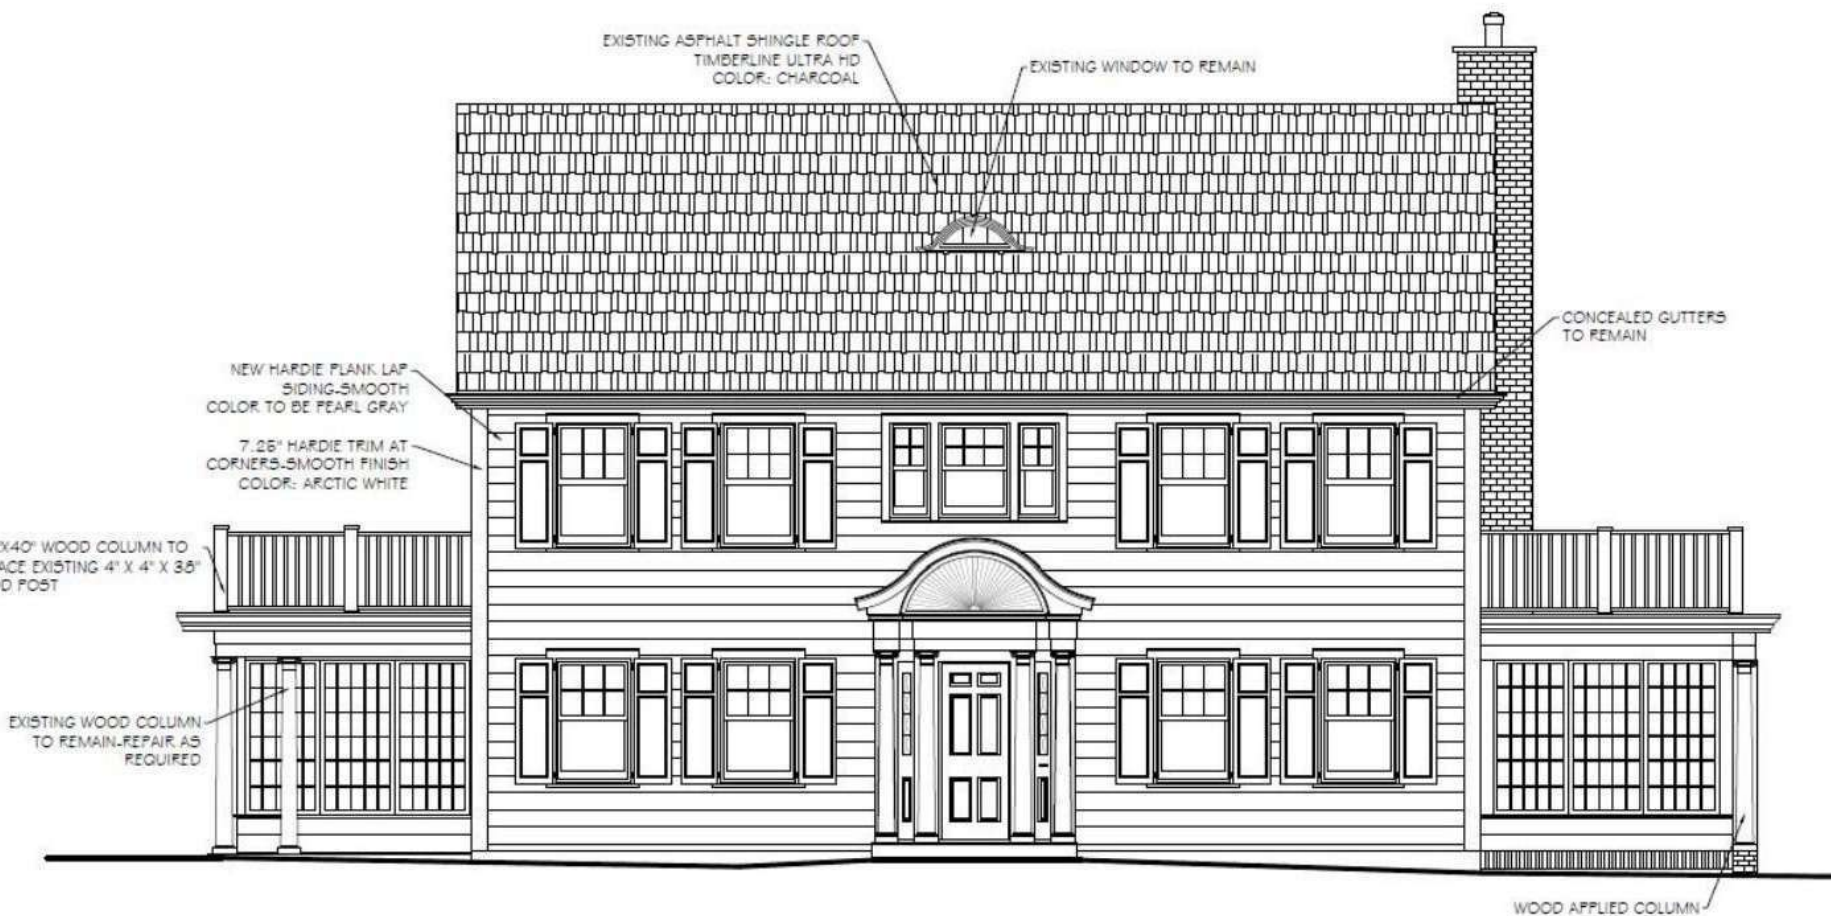 EXISTING ASPHALT SHINGLE ROOF
TIMBERLINE ULTRA HD
COLOR: CHARCOAL
EXISTING WINDOW TO REMAIN
CONCEALED GUTTERS
TO REMAIN
NEW HARDIE PLANK LAP
SIDING-SMOOTH
COLOR TO BE PEARL GRAY
7.25" HARDIE TRIM AT
CORNERS-SMOOTH FINISH
COLOR: ARCTIC WHITE
X40" WOOD COLUMN TO
ACE EXISTING 4" X 4" X 38"
D POST
EXISTING WOOD COLUMN
TO REMAIN-REPAIR AS
REQUIRED
WOOD APPLIED COLUMN